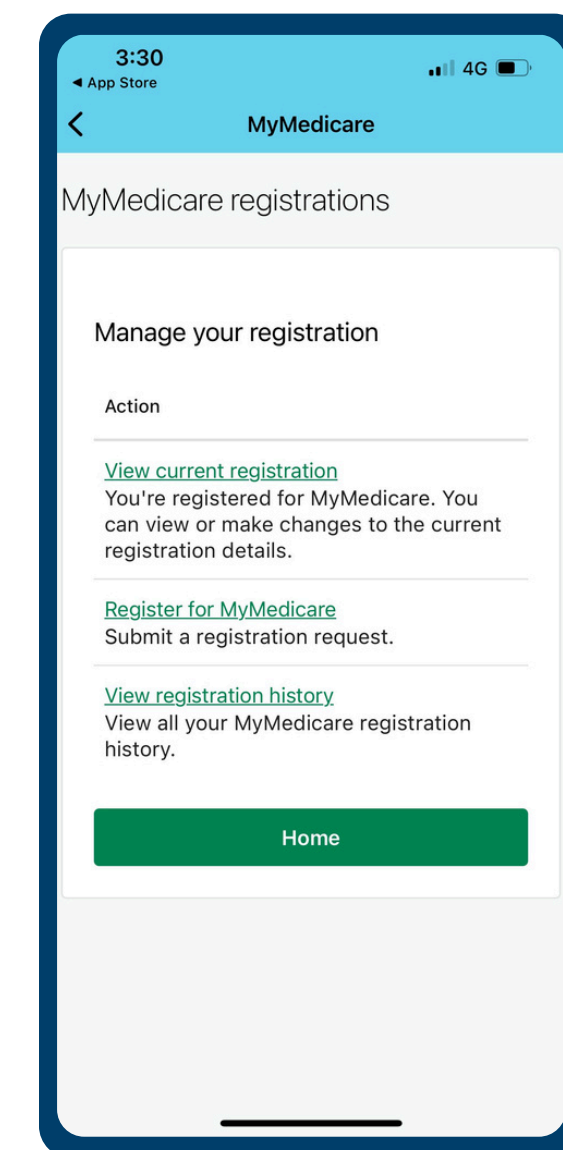 3:30
4G
◀ App Store
MyMedicare
MyMedicare registrations
Manage your registration
Action
View current registration
You're registered for MyMedicare. You
can view or make changes to the current
registration details.
Register for MyMedicare
Submit a registration request.
View registration history
View all your MyMedicare registration
history.
Home